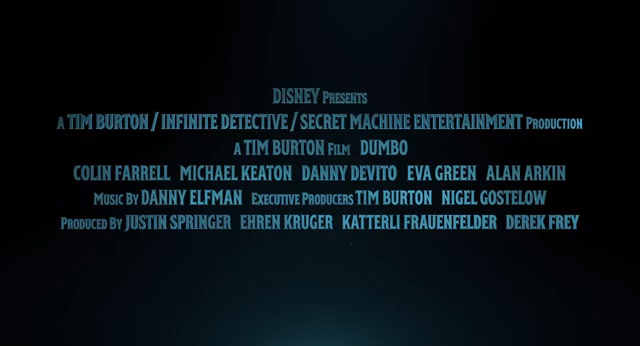 DISNEY PRESENTS
A TIM BURTON / INFINITE DETECTIVE / SECRET MACHINE ENTERTAINMENT PRODUCTION
A TIM BURTON FILM DUMBO
COLIN FARRELL MICHAEL KEATON DANNY DEVITO EVA GREEN ALAN ARKIN
MUSIC BY DANNY ELFMAN EXECUTIVE PRODUCERS TIM BURTON NIGEL GOSTELOW
PRODUCED BY JUSTIN SPRINGER EHREN KRUGER KATTERLI FRAUENFELDER DEREK FREY